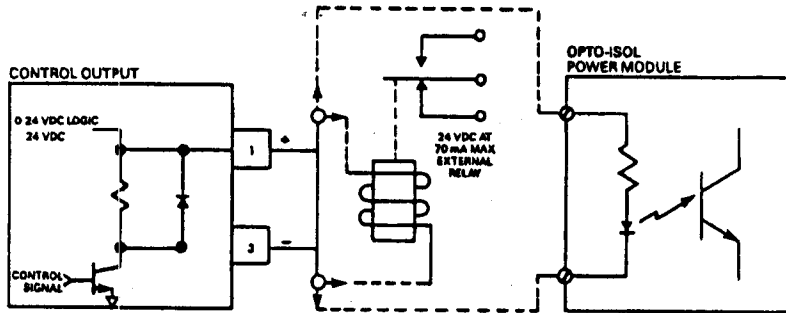 CONTROL OUTPUT
0 24 VDC LOGIC
24 VDC
CONTROL
SIGNAL
1
+
3
−
24 VDC AT
70 mA MAX
EXTERNAL
RELAY
OPTO-ISOL
POWER MODULE